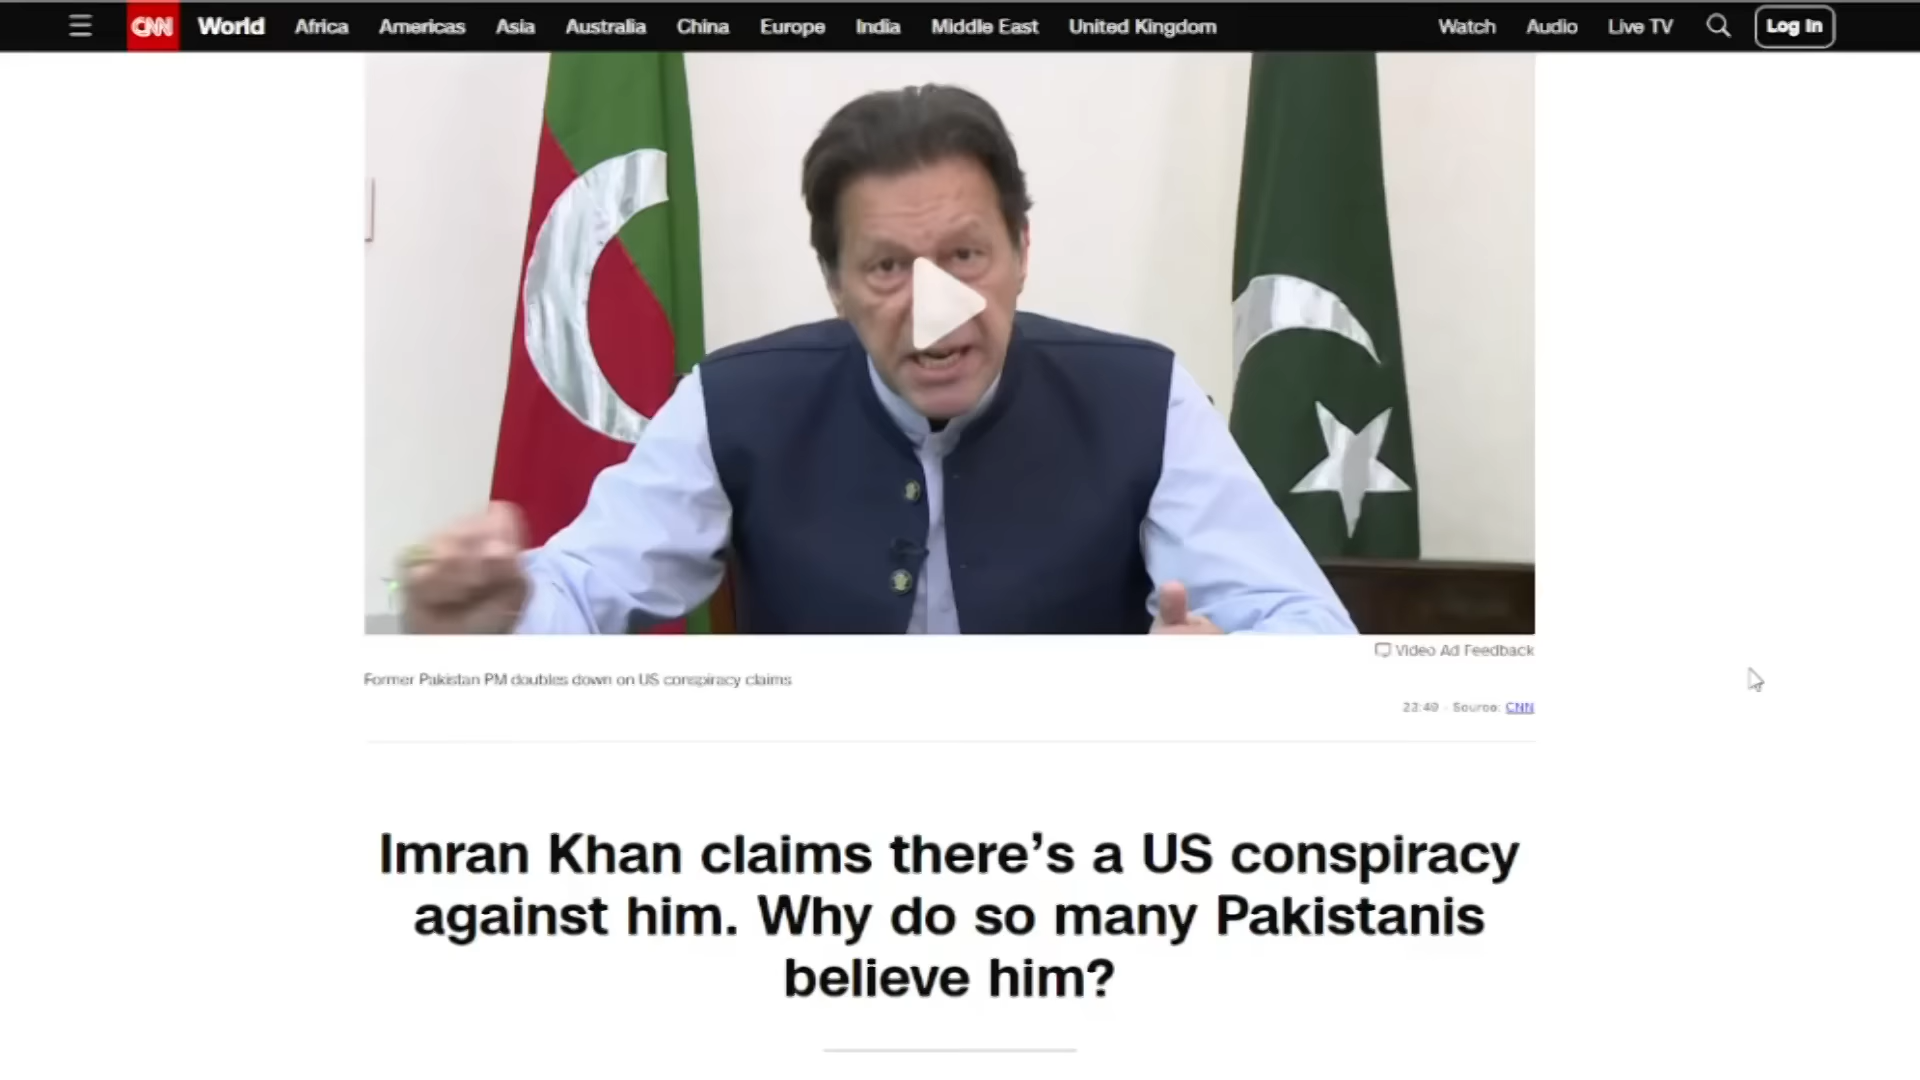 CNN World Africa Americas Asia Australia China Europe India Middle East United Kingdom Watch Audio Live TV Log In
Video Ad Feedback
Former Pakistan PM doubles down on US conspiracy claims
23:49 - Source: CNN
Imran Khan claims there's a US conspiracy
against him. Why do so many Pakistanis
believe him?